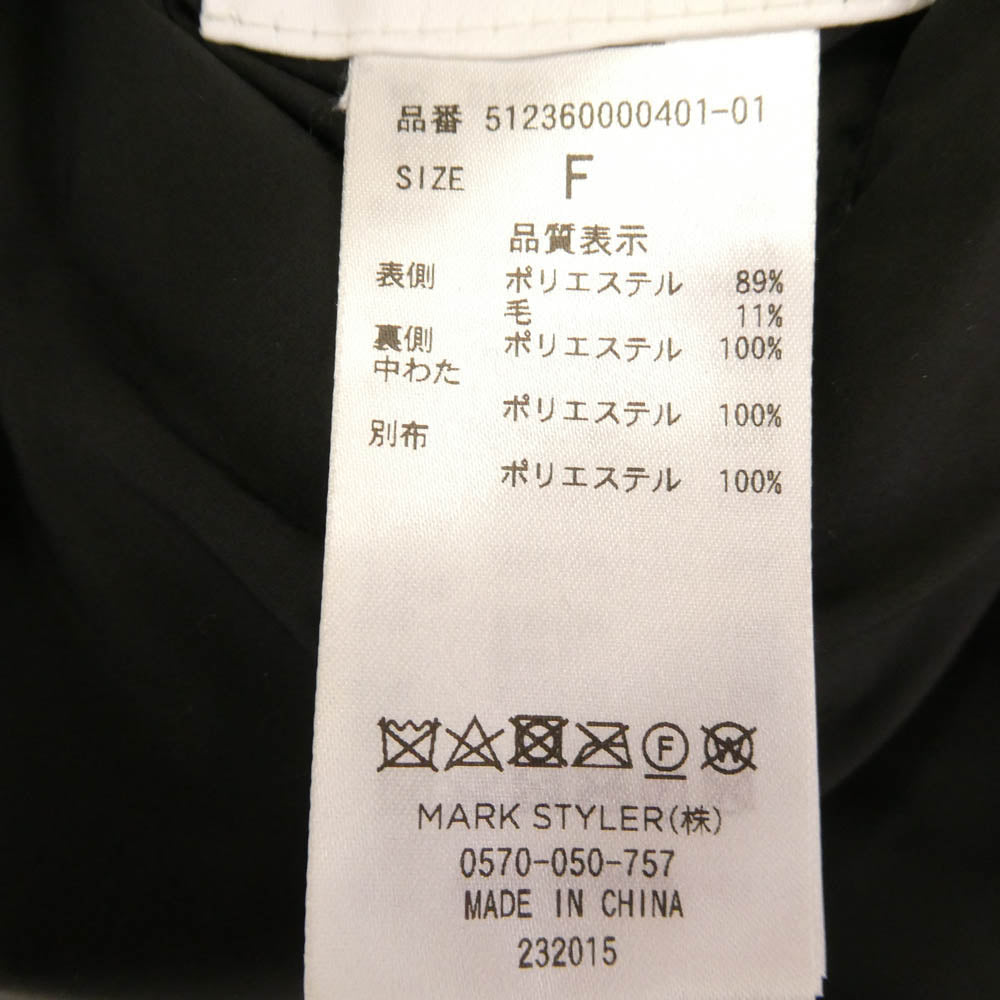 品番 512360000401-01
SIZE F
品質表示
表側 ポリエステル 89%
毛 11%
裏側 ポリエステル 100%
中わた
ポリエステル 100%
別布
ポリエステル 100%
F W
MARK STYLER(株)
0570-050-757
MADE IN CHINA
232015